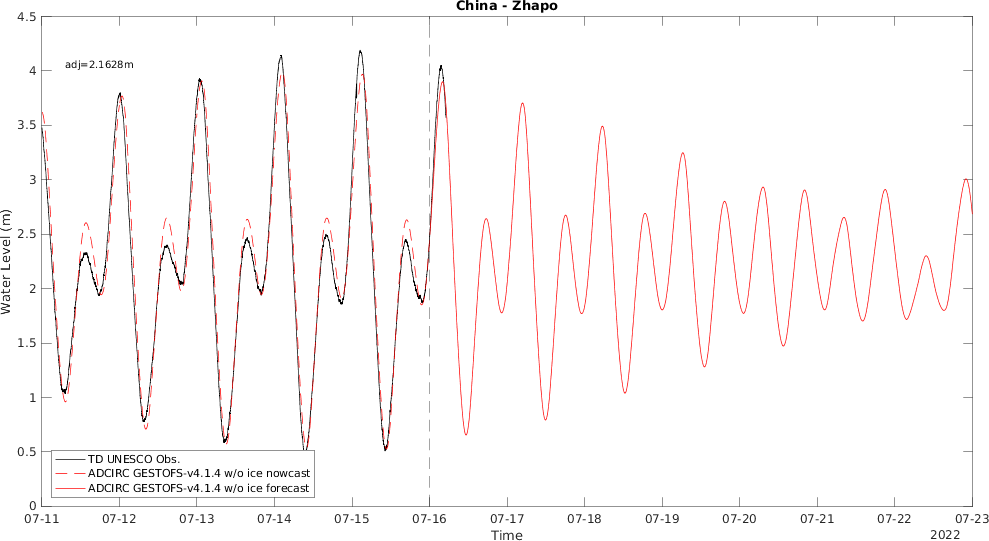 China - Zhapo
4.5
4
3.5
3
2.5
2
1.5
1
0.5
0
Water Level (m)
adj=2.1628m
TD UNESCO Obs.
ADCIRC GESTOFS-v4.1.4 w/o ice nowcast
ADCIRC GESTOFS-v4.1.4 w/o ice forecast
07-11 07-12 07-13 07-14 07-15 07-16 07-17 07-18 07-19 07-20 07-21 07-22 07-23
Time
2022